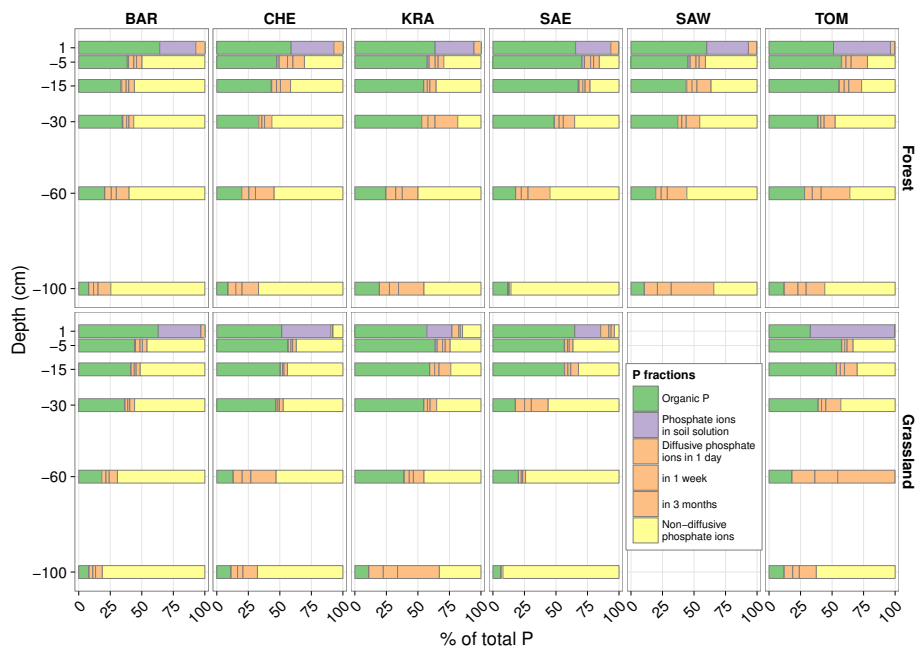 BAR CHE KRA SAE SAW TOM
1
−5
−15
−30
−60
−100
Forest
1
−5
−15
−30
−60
−100
Grassland
Depth (cm)
P fractions
Organic P
Phosphate ions
in soil solution
Diffusive phosphate
ions in 1 day
in 1 week
in 3 months
Non−diffusive
phosphate ions
0 25 50 75 100 0 25 50 75 100 0 25 50 75 100 0 25 50 75 100 0 25 50 75 100 0 25 50 75 100
% of total P